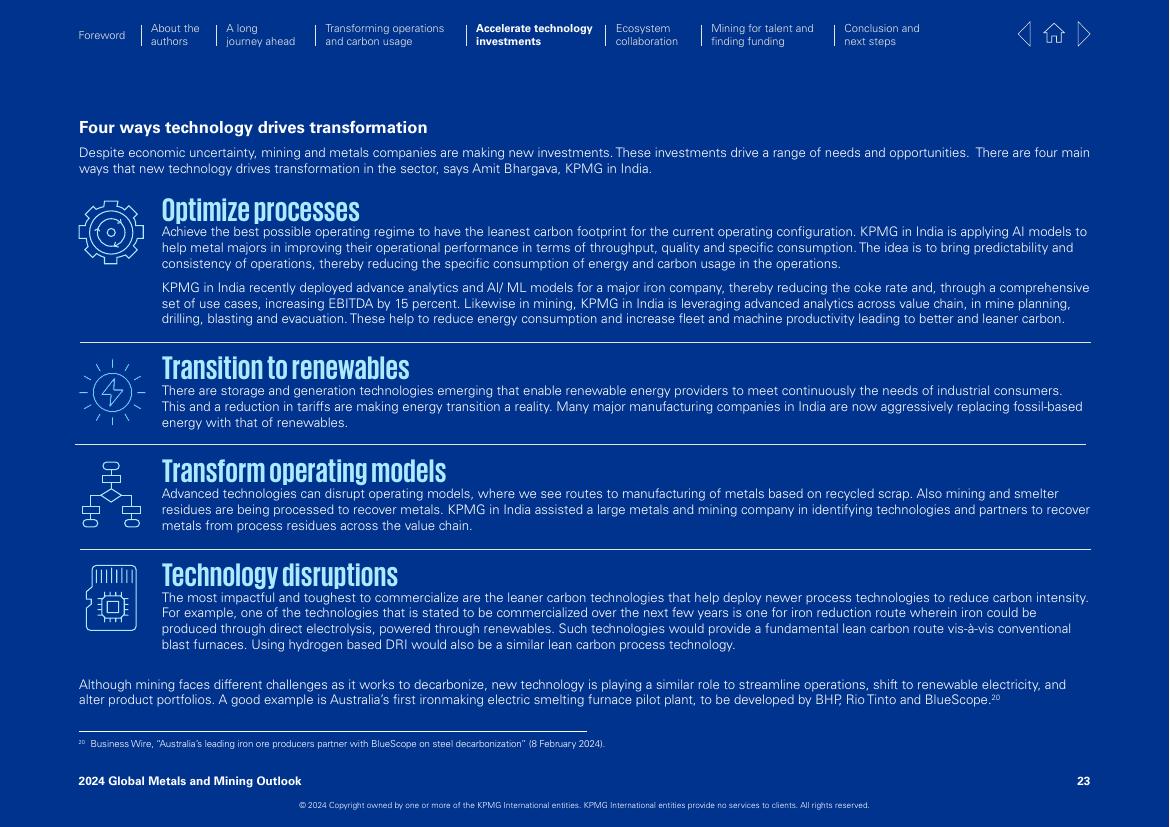 Foreword
About the
authors
A long
journey ahead
Transforming operations
and carbon usage
Accelerate technology
investments
Ecosystem
collaboration
Mining for talent and
finding funding
Conclusion and
next steps
Four ways technology drives transformation
Despite economic uncertainty, mining and metals companies are making new investments. These investments drive a range of needs and opportunities.  There are four main
ways that new technology drives transformation in the sector, says Amit Bhargava, KPMG in India.
Optimize processes
Achieve the best possible operating regime to have the leanest carbon footprint for the current operating configuration. KPMG in India is applying AI models to
help metal majors in improving their operational performance in terms of throughput, quality and specific consumption. The idea is to bring predictability and
consistency of operations, thereby reducing the specific consumption of energy and carbon usage in the operations.
KPMG in India recently deployed advance analytics and AI/ ML models for a major iron company, thereby reducing the coke rate and, through a comprehensive
set of use cases, increasing EBITDA by 15 percent. Likewise in mining, KPMG in India is leveraging advanced analytics across value chain, in mine planning,
drilling, blasting and evacuation. These help to reduce energy consumption and increase fleet and machine productivity leading to better and leaner carbon.
Transition to renewables
There are storage and generation technologies emerging that enable renewable energy providers to meet continuously the needs of industrial consumers.
This and a reduction in tariffs are making energy transition a reality. Many major manufacturing companies in India are now aggressively replacing fossil-based
energy with that of renewables.
Transform operating models
Advanced technologies can disrupt operating models, where we see routes to manufacturing of metals based on recycled scrap. Also mining and smelter
residues are being processed to recover metals. KPMG in India assisted a large metals and mining company in identifying technologies and partners to recover
metals from process residues across the value chain.
Technology disruptions
The most impactful and toughest to commercialize are the leaner carbon technologies that help deploy newer process technologies to reduce carbon intensity.
For example, one of the technologies that is stated to be commercialized over the next few years is one for iron reduction route wherein iron could be
produced through direct electrolysis, powered through renewables. Such technologies would provide a fundamental lean carbon route vis-à-vis conventional
blast furnaces. Using hydrogen based DRI would also be a similar lean carbon process technology.
Although mining faces different challenges as it works to decarbonize, new technology is playing a similar role to streamline operations, shift to renewable electricity, and
alter product portfolios. A good example is Australia's first ironmaking electric smelting furnace pilot plant, to be developed by BHP, Rio Tinto and BlueScope.20
20 Business Wire, "Australia's leading iron ore producers partner with BlueScope on steel decarbonization" (8 February 2024).
2024 Global Metals and Mining Outlook
23
© 2024 Copyright owned by one or more of the KPMG International entities. KPMG International entities provide no services to clients. All rights reserved.